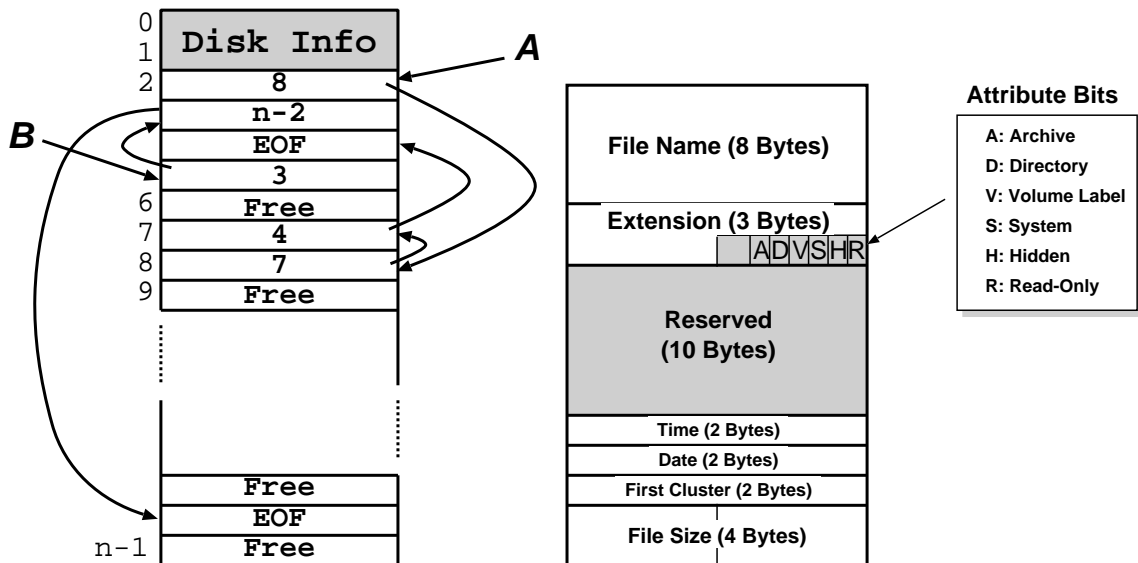 0
1
Disk Info
A
2
8
n-2
B
EOF
3
6
Free
7
4
8
7
9
Free
Free
EOF
n-1
Free
File Name (8 Bytes)
Extension (3 Bytes)
A D V S H R
Reserved
(10 Bytes)
Time (2 Bytes)
Date (2 Bytes)
First Cluster (2 Bytes)
File Size (4 Bytes)
Attribute Bits
A: Archive
D: Directory
V: Volume Label
S: System
H: Hidden
R: Read-Only